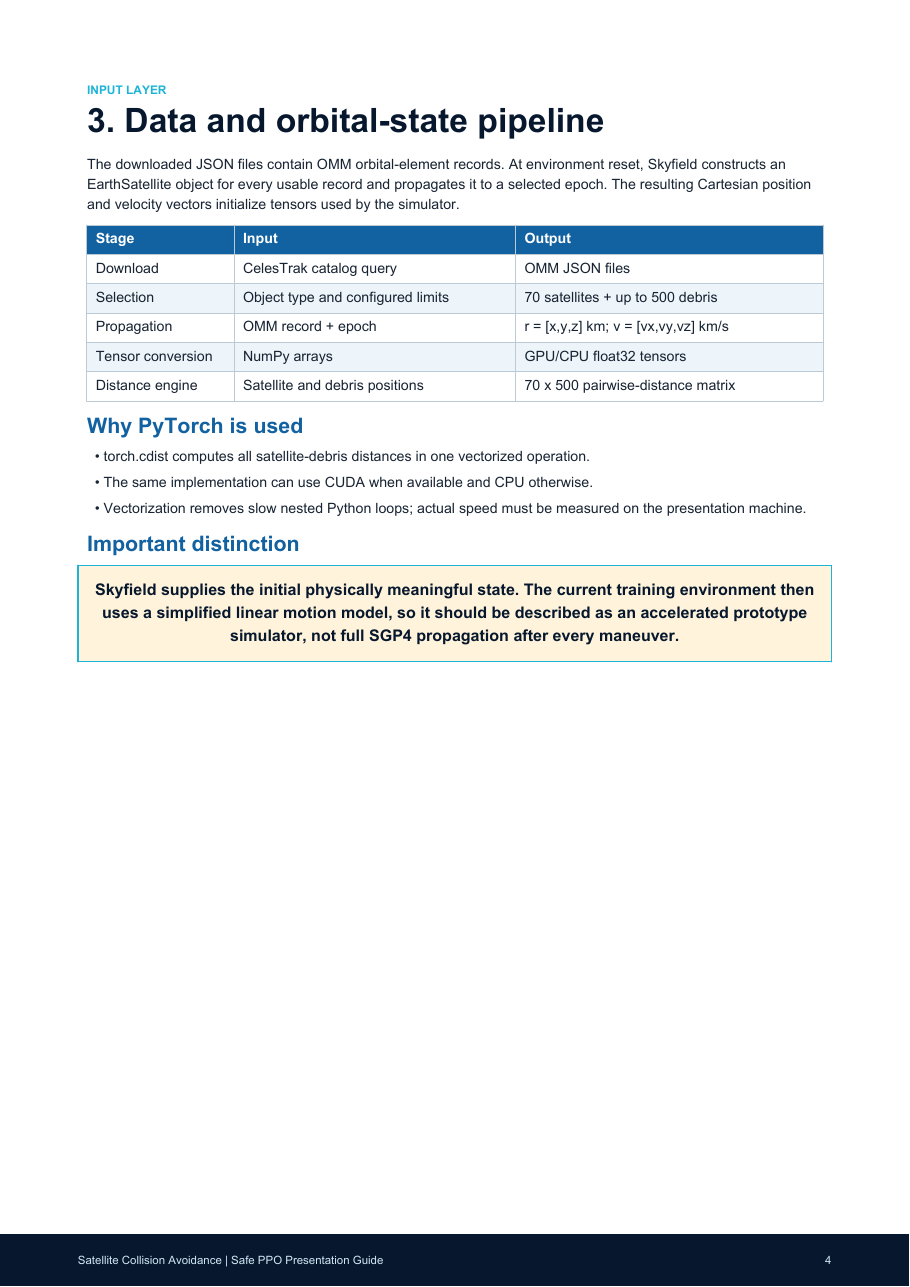 INPUT LAYER
3. Data and orbital-state pipeline
The downloaded JSON files contain OMM orbital-element records. At environment reset, Skyfield constructs an
EarthSatellite object for every usable record and propagates it to a selected epoch. The resulting Cartesian position
and velocity vectors initialize tensors used by the simulator.
Stage Input Output
Download CelesTrak catalog query OMM JSON files
Selection Object type and configured limits 70 satellites + up to 500 debris
Propagation OMM record + epoch r = [x,y,z] km; v = [vx,vy,vz] km/s
Tensor conversion NumPy arrays GPU/CPU float32 tensors
Distance engine Satellite and debris positions 70 x 500 pairwise-distance matrix
Why PyTorch is used
• torch.cdist computes all satellite-debris distances in one vectorized operation.
• The same implementation can use CUDA when available and CPU otherwise.
• Vectorization removes slow nested Python loops; actual speed must be measured on the presentation machine.
Important distinction
Skyfield supplies the initial physically meaningful state. The current training environment then
uses a simplified linear motion model, so it should be described as an accelerated prototype
simulator, not full SGP4 propagation after every maneuver.
Satellite Collision Avoidance | Safe PPO Presentation Guide 4